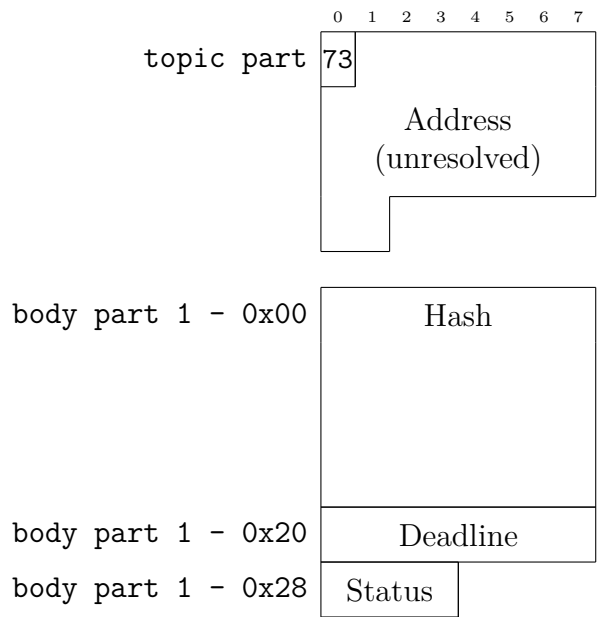 0 1 2 3 4 5 6 7
topic part 73
Address
(unresolved)
body part 1 - 0x00 Hash
body part 1 - 0x20 Deadline
body part 1 - 0x28 Status